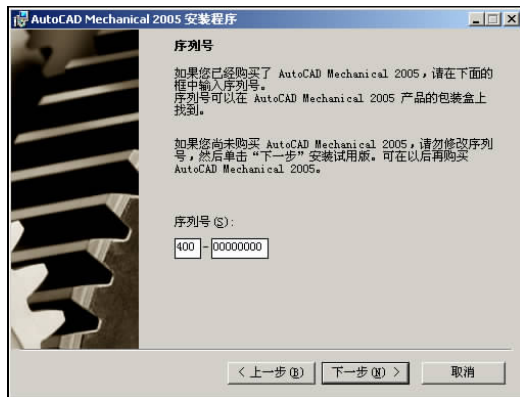 AutoCAD Mechanical 2005 安装程序
序列号
如果您已经购买了 AutoCAD Mechanical 2005，请在下面的
框中输入序列号。
序列号可以在 AutoCAD Mechanical 2005 产品的包装盒上
找到。
如果您尚未购买 AutoCAD Mechanical 2005，请勿修改序列
号，然后单击“下一步”安装试用版。可在以后再购买
AutoCAD Mechanical 2005。
序列号(S):
400 - 00000000
< 上一步(B) 下一步(N) > 取消